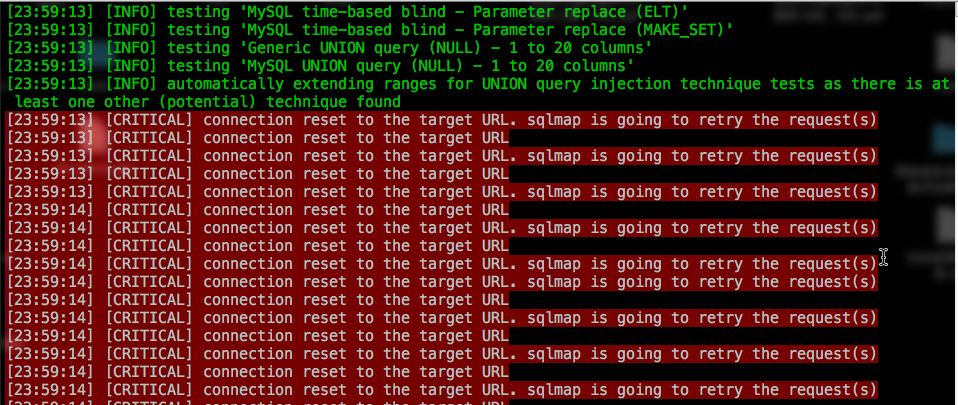 [23:59:13] [INFO] testing 'MySQL time-based blind - Parameter replace (ELT)'
[23:59:13] [INFO] testing 'MySQL time-based blind - Parameter replace (MAKE_SET)'
[23:59:13] [INFO] testing 'Generic UNION query (NULL) - 1 to 20 columns'
[23:59:13] [INFO] testing 'MySQL UNION query (NULL) - 1 to 20 columns'
[23:59:13] [INFO] automatically extending ranges for UNION query injection technique tests as there is at
least one other (potential) technique found
[23:59:13] [CRITICAL] connection reset to the target URL. sqlmap is going to retry the request(s)
[23:59:13] [CRITICAL] connection reset to the target URL
[23:59:13] [CRITICAL] connection reset to the target URL. sqlmap is going to retry the request(s)
[23:59:13] [CRITICAL] connection reset to the target URL
[23:59:13] [CRITICAL] connection reset to the target URL. sqlmap is going to retry the request(s)
[23:59:14] [CRITICAL] connection reset to the target URL
[23:59:14] [CRITICAL] connection reset to the target URL. sqlmap is going to retry the request(s)
[23:59:14] [CRITICAL] connection reset to the target URL
[23:59:14] [CRITICAL] connection reset to the target URL. sqlmap is going to retry the request(s)
[23:59:14] [CRITICAL] connection reset to the target URL. sqlmap is going to retry the request(s)
[23:59:14] [CRITICAL] connection reset to the target URL
[23:59:14] [CRITICAL] connection reset to the target URL. sqlmap is going to retry the request(s)
[23:59:14] [CRITICAL] connection reset to the target URL
[23:59:14] [CRITICAL] connection reset to the target URL. sqlmap is going to retry the request(s)
[23:59:14] [CRITICAL] connection reset to the target URL
[23:59:14] [CRITICAL] connection reset to the target URL. sqlmap is going to retry the request(s)
[23:59:14] [CRITICAL] connection reset to the target URL